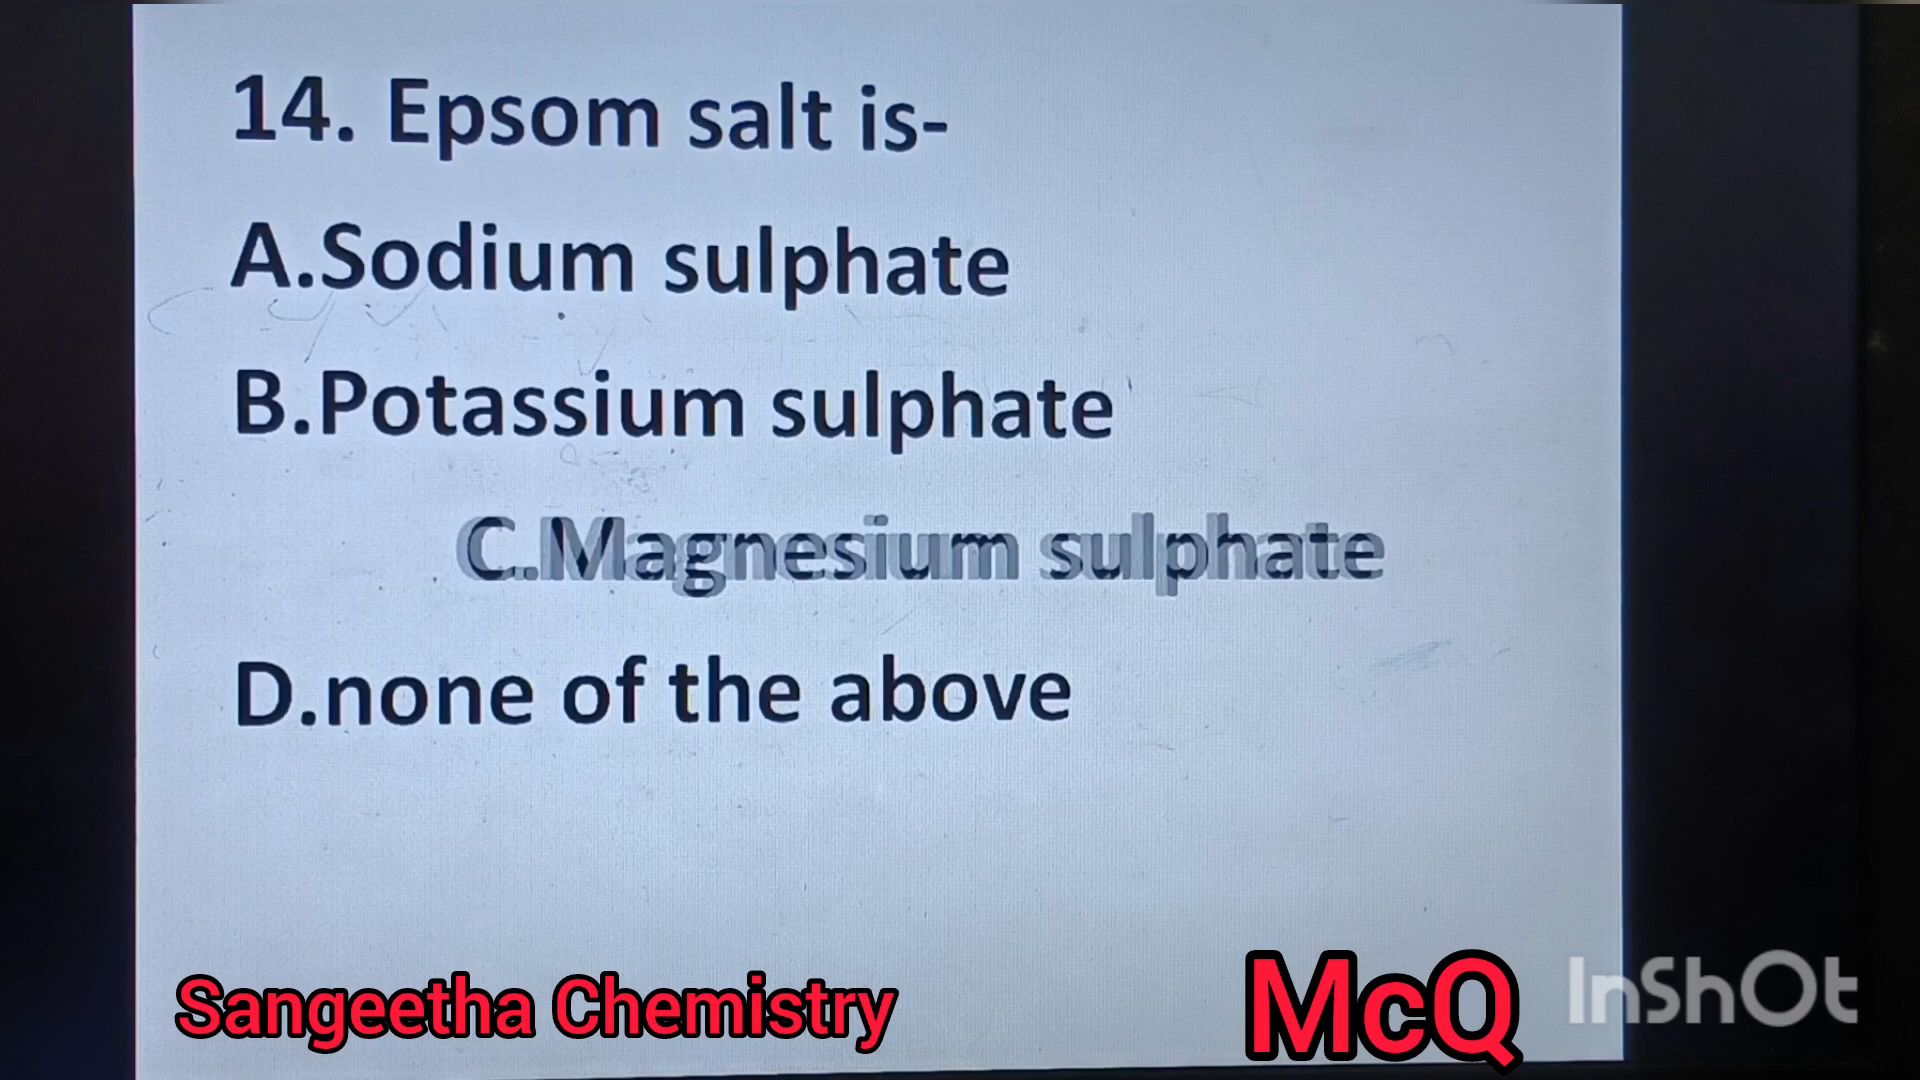 14. Epsom salt is-
A.Sodium sulphate
B.Potassium sulphate
C.Magnesium sulphate
D.none of the above
Sangeetha Chemistry
McQ
InShOt